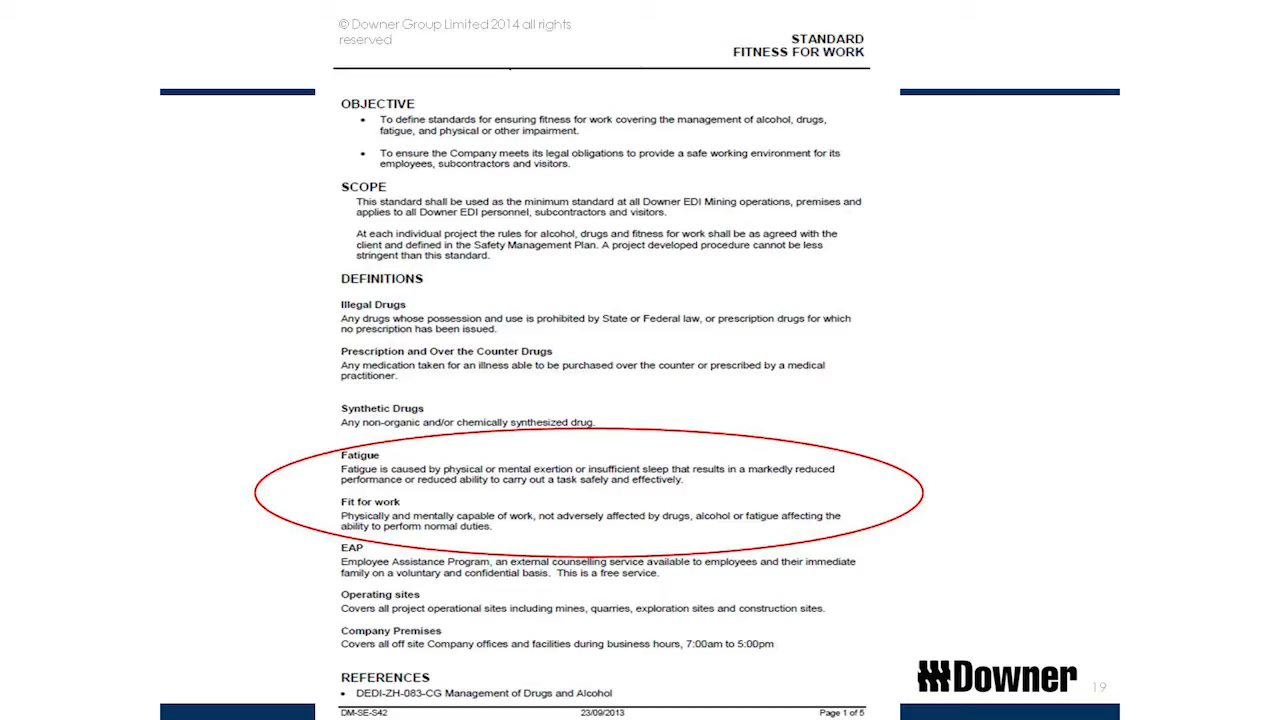 © Downer Group Limited 2014 all rights
reserved
STANDARD
FITNESS FOR WORK
OBJECTIVE
• To define standards for ensuring fitness for work covering the management of alcohol, drugs,
fatigue, and physical or other impairment.
• To ensure the Company meets its legal obligations to provide a safe working environment for its
employees, subcontractors and visitors.
SCOPE
This standard shall be used as the minimum standard at all Downer EDI Mining operations, premises and
applies to all Downer EDI personnel, subcontractors and visitors.
At each individual project the rules for alcohol, drugs and fitness for work shall be as agreed with the
client and defined in the Safety Management Plan. A project developed procedure cannot be less
stringent than this standard.
DEFINITIONS
Illegal Drugs
Any drugs whose possession and use is prohibited by State or Federal law, or prescription drugs for which
no prescription has been issued.
Prescription and Over the Counter Drugs
Any medication taken for an illness able to be purchased over the counter or prescribed by a medical
practitioner.
Synthetic Drugs
Any non-organic and/or chemically synthesized drug.
Fatigue
Fatigue is caused by physical or mental exertion or insufficient sleep that results in a markedly reduced
performance or reduced ability to carry out a task safely and effectively.
Fit for work
Physically and mentally capable of work, not adversely affected by drugs, alcohol or fatigue affecting the
ability to perform normal duties.
EAP
Employee Assistance Program, an external counselling service available to employees and their immediate
family on a voluntary and confidential basis. This is a free service.
Operating sites
Covers all project operational sites including mines, quarries, exploration sites and construction sites.
Company Premises
Covers all off site Company offices and facilities during business hours, 7:00am to 5:00pm
REFERENCES
• DEDI-ZH-083-CG Management of Drugs and Alcohol
DM-SE-S42 23/09/2013 Page 1 of 5
Downer
19